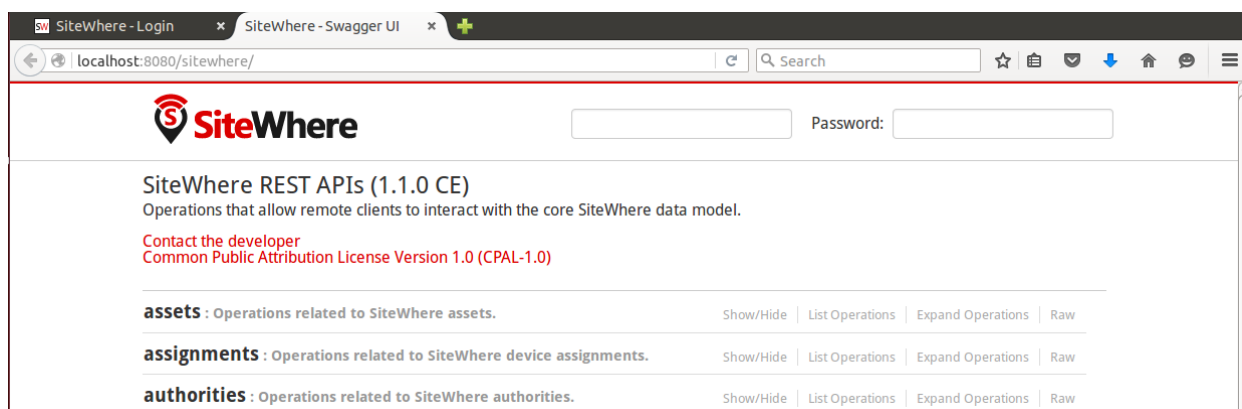 SW SiteWhere - Login × SiteWhere - Swagger UI ×
localhost:8080/sitewhere/ Search
S SiteWhere Password:
SiteWhere REST APIs (1.1.0 CE)
Operations that allow remote clients to interact with the core SiteWhere data model.
Contact the developer
Common Public Attribution License Version 1.0 (CPAL-1.0)
assets : Operations related to SiteWhere assets. Show/Hide List Operations Expand Operations Raw
assignments : Operations related to SiteWhere device assignments. Show/Hide List Operations Expand Operations Raw
authorities : Operations related to SiteWhere authorities. Show/Hide List Operations Expand Operations Raw